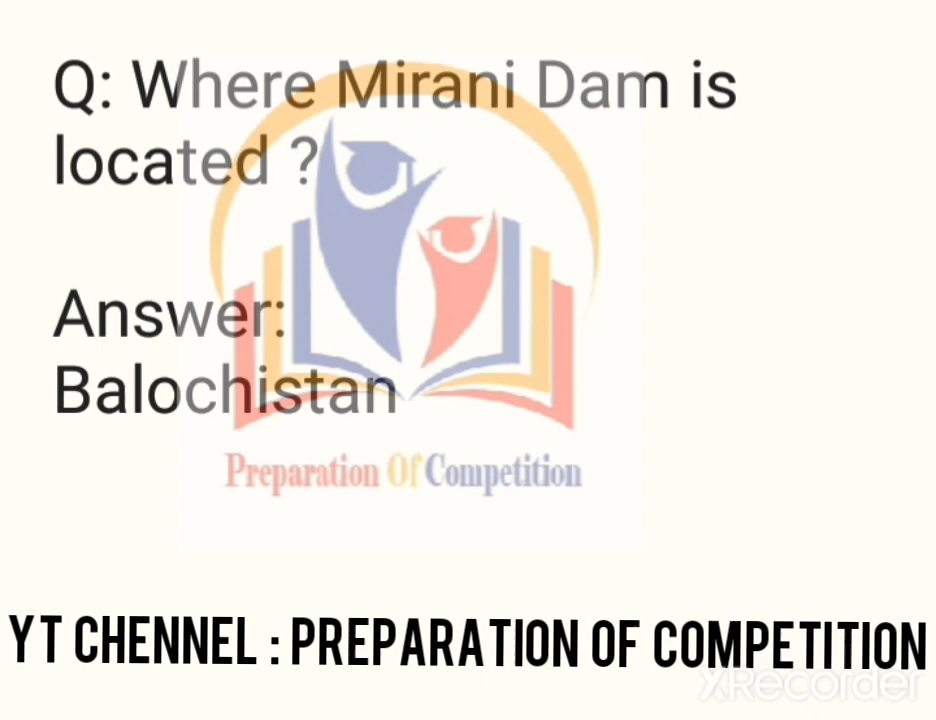 Q: Where Mirani Dam is
located ?
Answer:
Balochistan
Preparation Of Competition
YT CHENNEL : PREPARATION OF COMPETITION
XRecorder